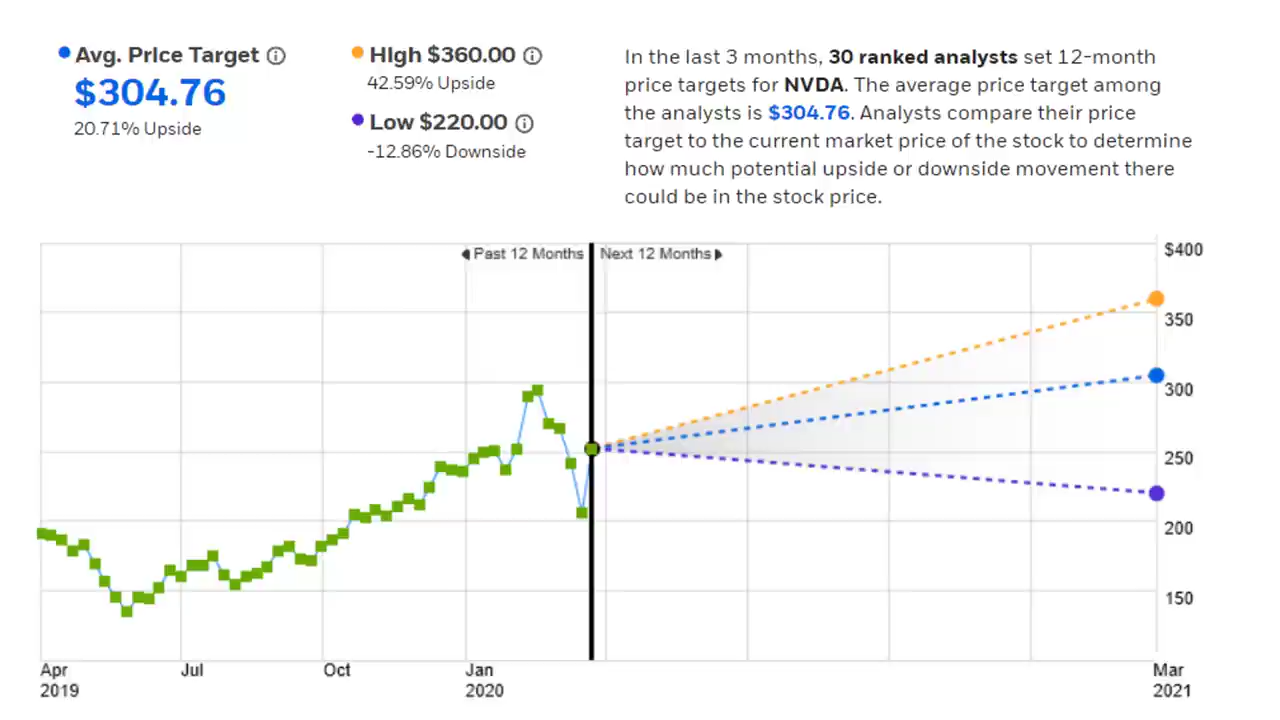 Avg. Price Target
$304.76
20.71% Upside
High $360.00
42.59% Upside
Low $220.00
-12.86% Downside
In the last 3 months, 30 ranked analysts set 12-month
price targets for NVDA. The average price target among
the analysts is $304.76. Analysts compare their price
target to the current market price of the stock to determine
how much potential upside or downside movement there
could be in the stock price.
Past 12 Months
Next 12 Months
$400
350
300
250
200
150
Apr
2019
Jul
Oct
Jan
2020
Mar
2021